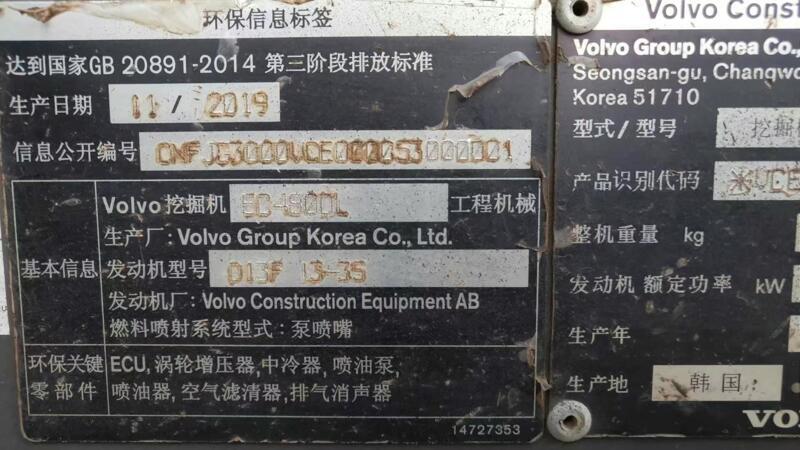 环保信息标签
达到国家GB 20891-2014 第三阶段排放标准
生产日期 11 / 2019
信息公开编号
Volvo挖掘机 EC480DL 工程机械
生产厂: Volvo Group Korea Co., Ltd.
基本信息 发动机型号 D13F J3-3S
发动机厂: Volvo Construction Equipment AB
燃料喷射系统型式: 泵喷嘴
环保关键 ECU, 涡轮增压器, 中冷器, 喷油泵,
零部件 喷油器, 空气滤清器, 排气消声器
14727353
Volvo Const
Volvo Group Korea Co.,
Seongsan-gu, Changwo
Korea 51710
型式/型号 挖掘
产品识别代码 *VCE
整机重量 kg
发动机 额定功率 kW
生产年
生产地 韩国
VO